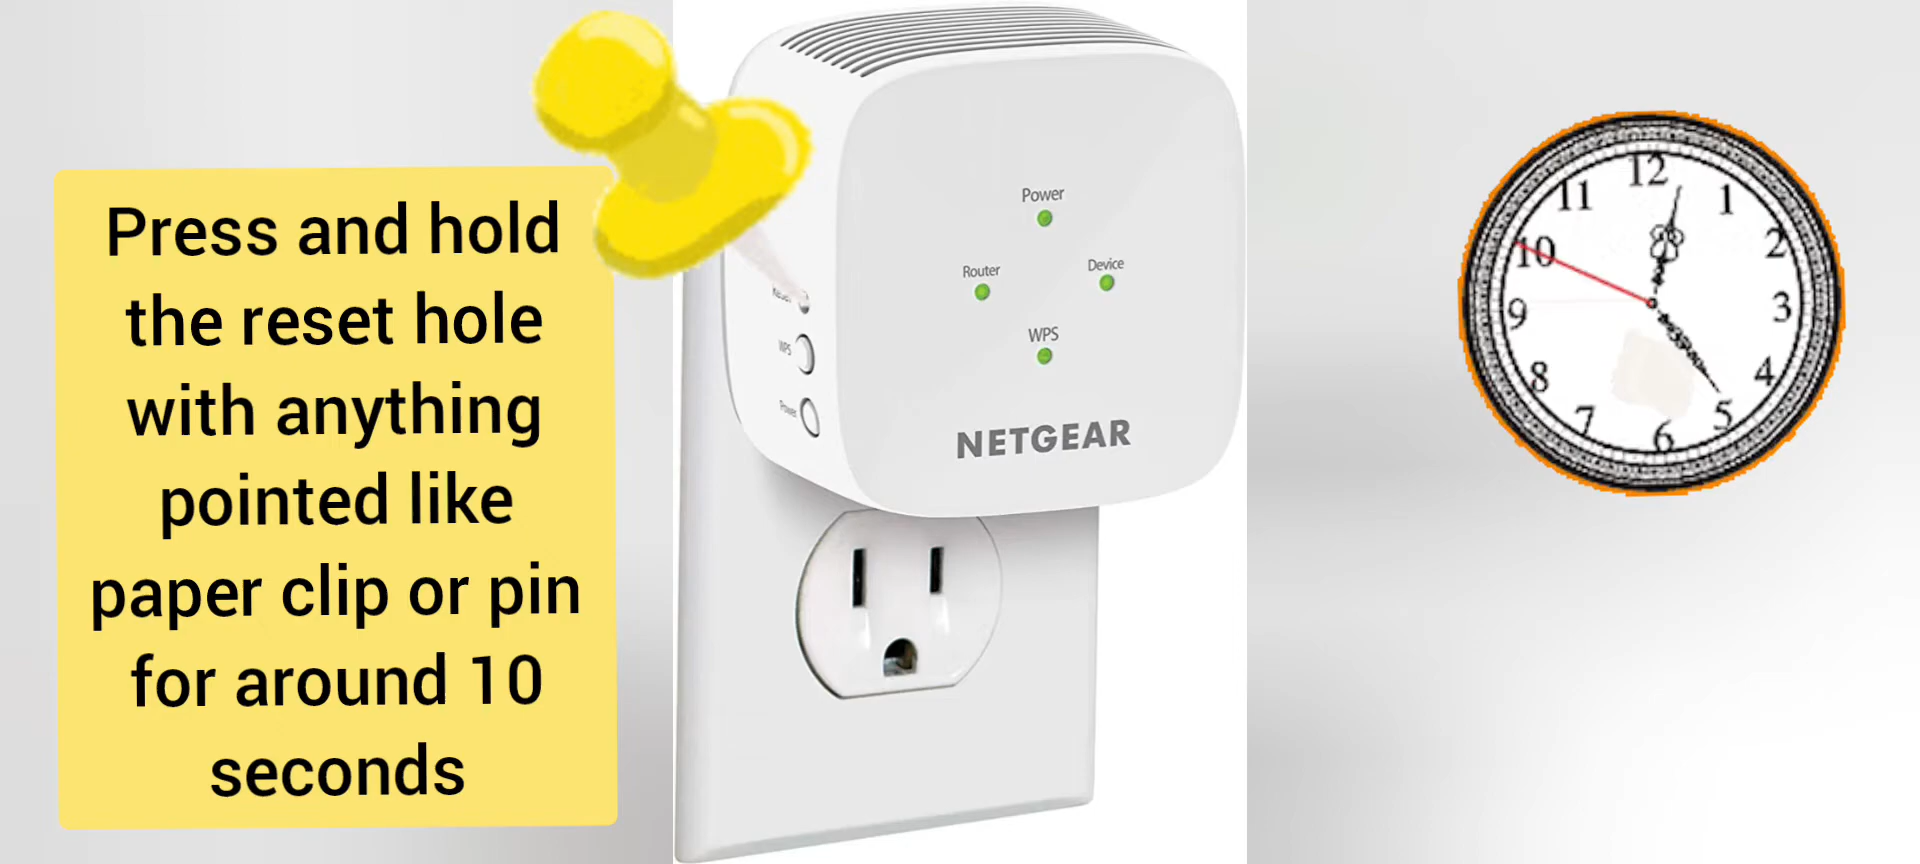 Press and hold
the reset hole
with anything
pointed like
paper clip or pin
for around 10
seconds
Power
Router
Device
WPS
NETGEAR
WPS
Power
12
1
2
3
4
5
6
7
8
9
10
11